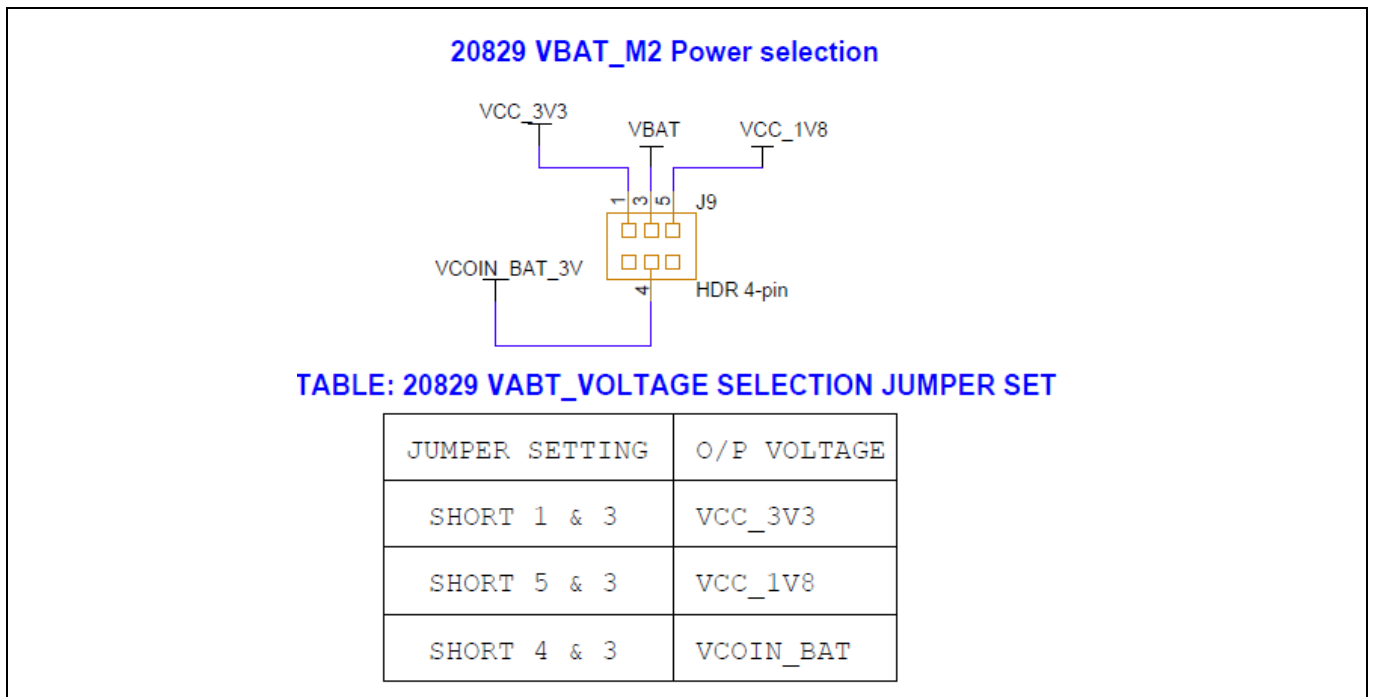 20829 VBAT_M2 Power selection
VCC_3V3
VBAT
VCC_1V8
1
3
5
J9
VCOIN_BAT_3V
4
HDR 4-pin
TABLE: 20829 VABT_VOLTAGE SELECTION JUMPER SET
JUMPER SETTING O/P VOLTAGE
SHORT 1 & 3 VCC_3V3
SHORT 5 & 3 VCC_1V8
SHORT 4 & 3 VCOIN_BAT